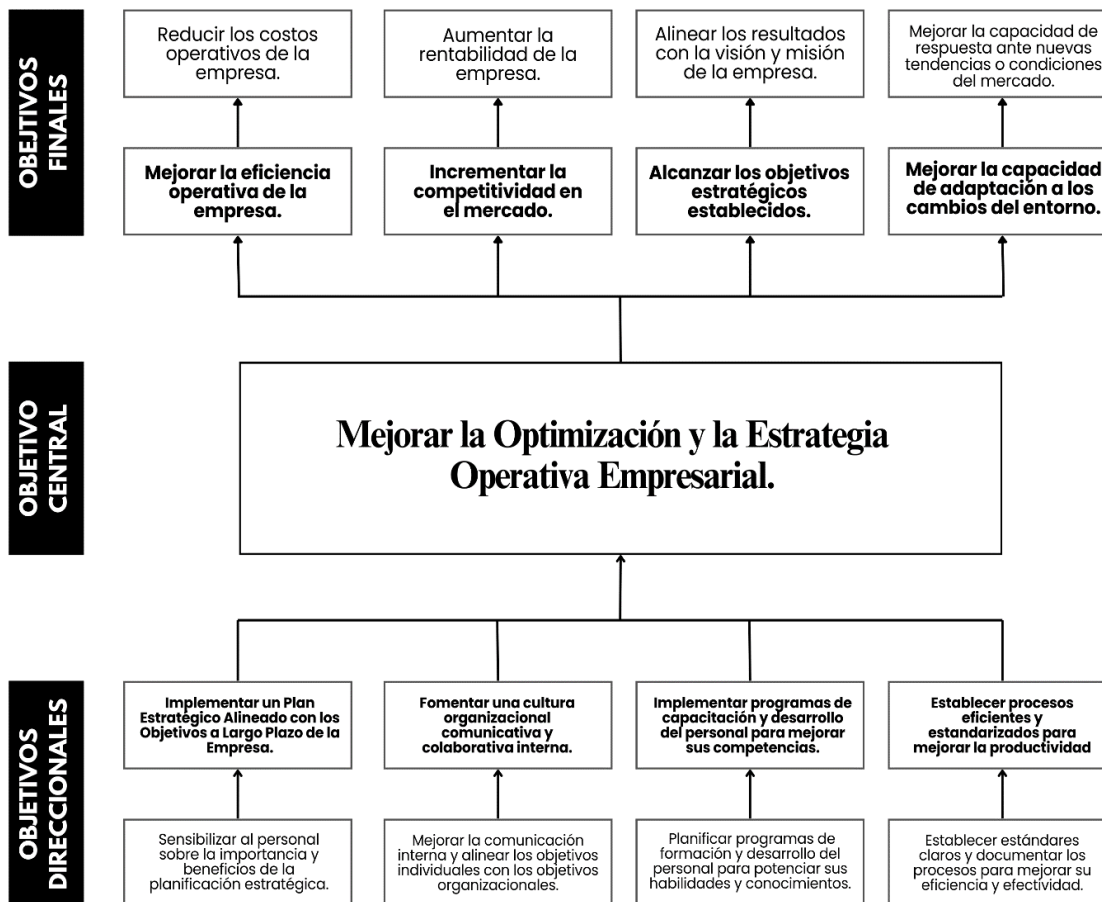 OBEJTIVOS
FINALES
Reducir los costos
operativos de la
empresa.
Aumentar la
rentabilidad de la
empresa.
Alinear los resultados
con la visión y misión
de la empresa.
Mejorar la capacidad de
respuesta ante nuevas
tendencias o condiciones
del mercado.
Mejorar la eficiencia
operativa de la
empresa.
Incrementar la
competitividad en
el mercado.
Alcanzar los objetivos
estratégicos
establecidos.
Mejorar la capacidad
de adaptación a los
cambios del entorno.
OBJETIVO
CENTRAL
Mejorar la Optimización y la Estrategia
Operativa Empresarial.
OBJETIVOS
DIRECCIONALES
Implementar un Plan
Estratégico Alineado con los
Objetivos a Largo Plazo de la
Empresa.
Fomentar una cultura
organizacional
comunicativa y
colaborativa interna.
Implementar programas de
capacitación y desarrollo
del personal para mejorar
sus competencias.
Establecer procesos
eficientes y
estandarizados para
mejorar la productividad
Sensibilizar al personal
sobre la importancia y
beneficios de la
planificación estratégica.
Mejorar la comunicación
interna y alinear los objetivos
individuales con los objetivos
organizacionales.
Planificar programas de
formación y desarrollo del
personal para potenciar sus
habilidades y conocimientos.
Establecer estándares
claros y documentar los
procesos para mejorar su
eficiencia y efectividad.